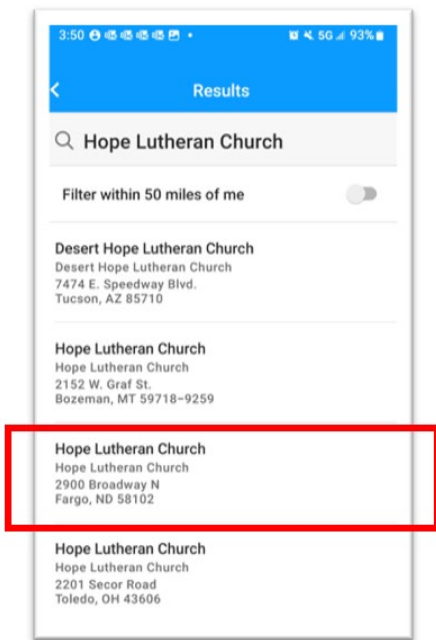 3:50 5G 93%
Results
Hope Lutheran Church
Filter within 50 miles of me
Desert Hope Lutheran Church
Desert Hope Lutheran Church
7474 E. Speedway Blvd.
Tucson, AZ 85710
Hope Lutheran Church
Hope Lutheran Church
2152 W. Graf St.
Bozeman, MT 59718-9259
Hope Lutheran Church
Hope Lutheran Church
2900 Broadway N
Fargo, ND 58102
Hope Lutheran Church
Hope Lutheran Church
2201 Secor Road
Toledo, OH 43606